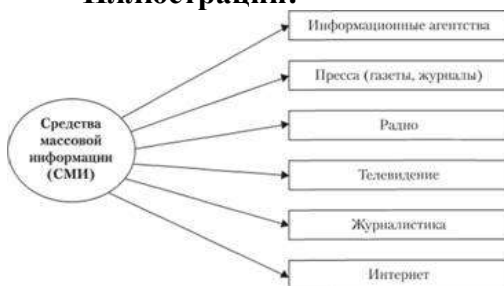 Иллюстрации:
Информационные агентства
Пресса (газеты, журналы)
Средства
массовой
информации
(СМИ)
Радио
Телевидение
Журналистика
Интернет